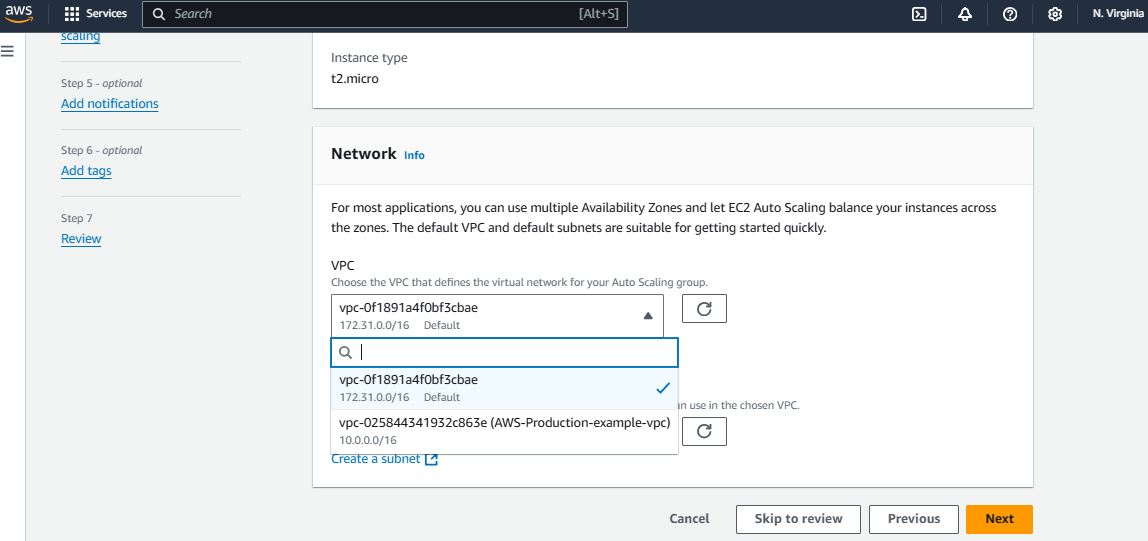 aws
Services
Search
[Alt+S]
N. Virginia
scaling
Step 5 - optional
Add notifications
Step 6 - optional
Add tags
Step 7
Review
Instance type
t2.micro
Network Info
For most applications, you can use multiple Availability Zones and let EC2 Auto Scaling balance your instances across
the zones. The default VPC and default subnets are suitable for getting started quickly.
VPC
Choose the VPC that defines the virtual network for your Auto Scaling group.
vpc-0f1891a4f0bf3cbae
172.31.0.0/16 Default
vpc-0f1891a4f0bf3cbae
172.31.0.0/16 Default
use in the chosen VPC.
vpc-025844341932c863e (AWS-Production-example-vpc)
10.0.0.0/16
Create a subnet
Cancel
Skip to review
Previous
Next